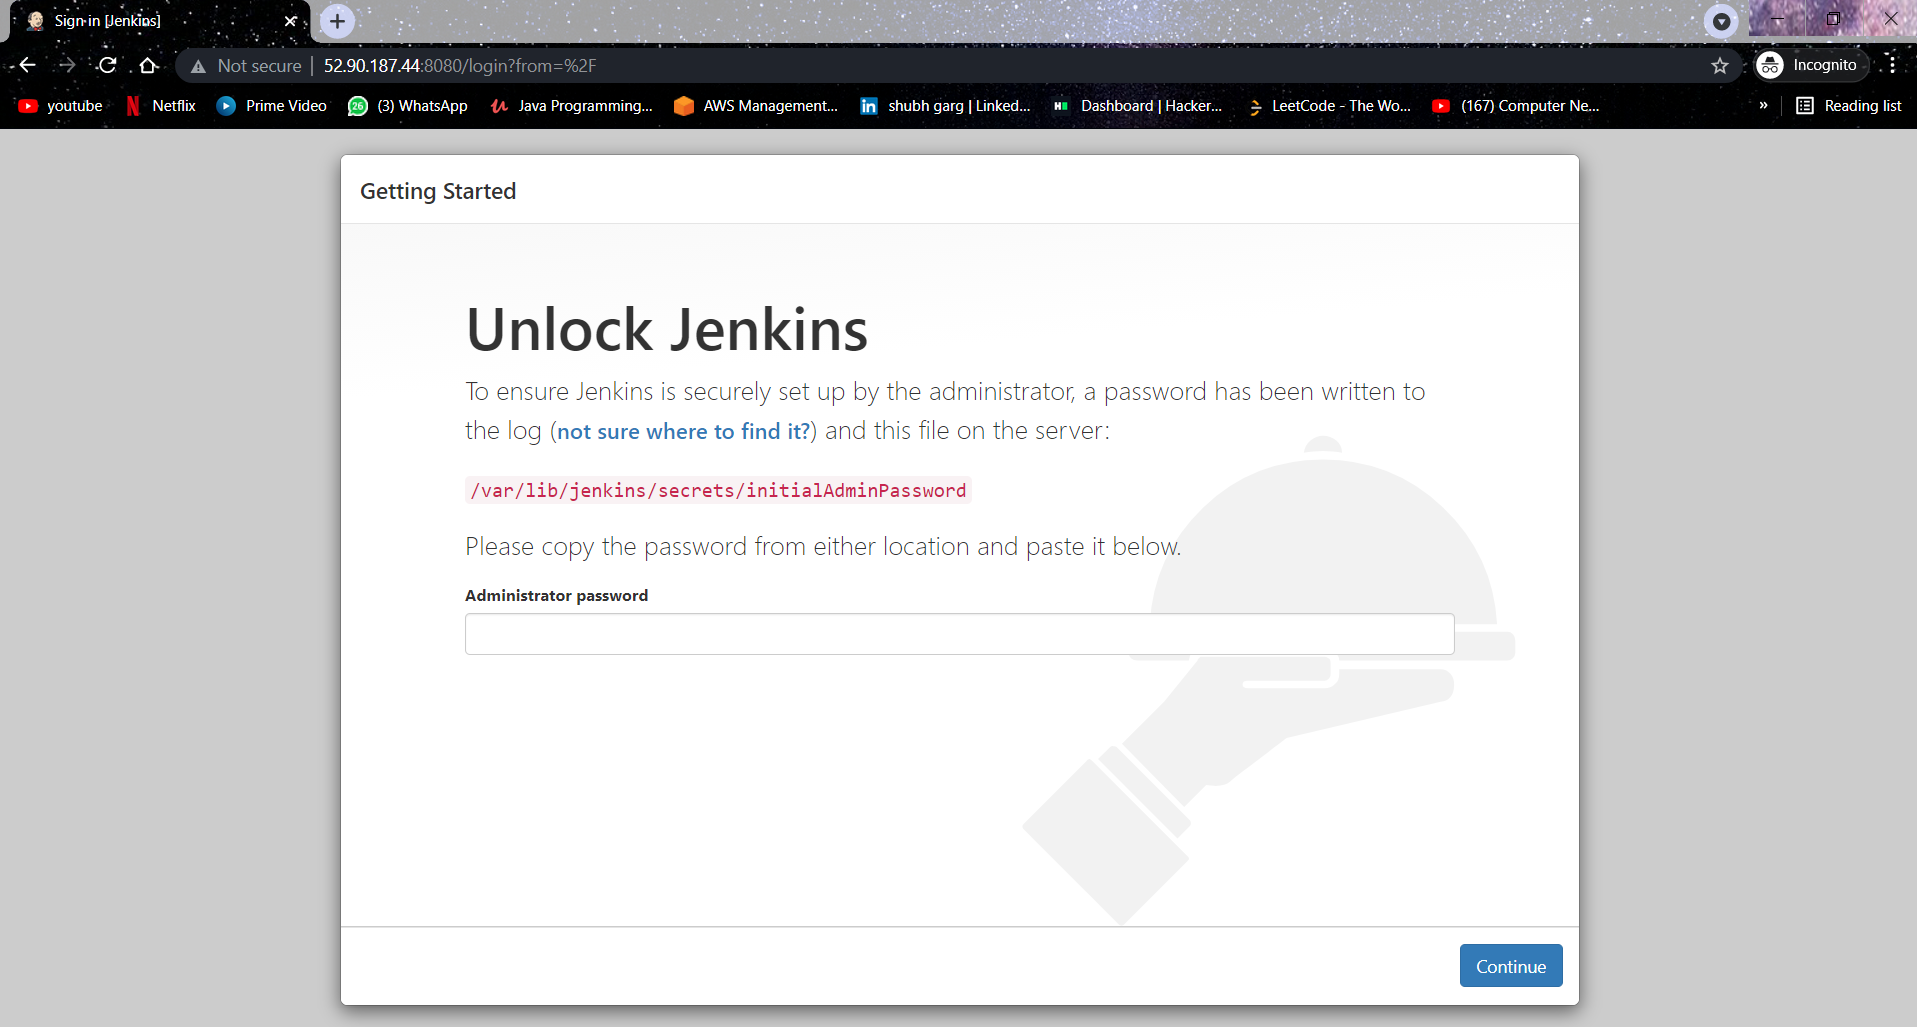 Sign in [Jenkins]
Not secure 52.90.187.44:8080/login?from=%2F Incognito
youtube Netflix Prime Video 26 (3) WhatsApp Java Programming... AWS Management... in shubh garg | Linked... H Dashboard | Hacker... LeetCode - The Wo... (167) Computer Ne... » Reading list
Getting Started
Unlock Jenkins
To ensure Jenkins is securely set up by the administrator, a password has been written to
the log (not sure where to find it?) and this file on the server:
/var/lib/jenkins/secrets/initialAdminPassword
Please copy the password from either location and paste it below.
Administrator password
Continue